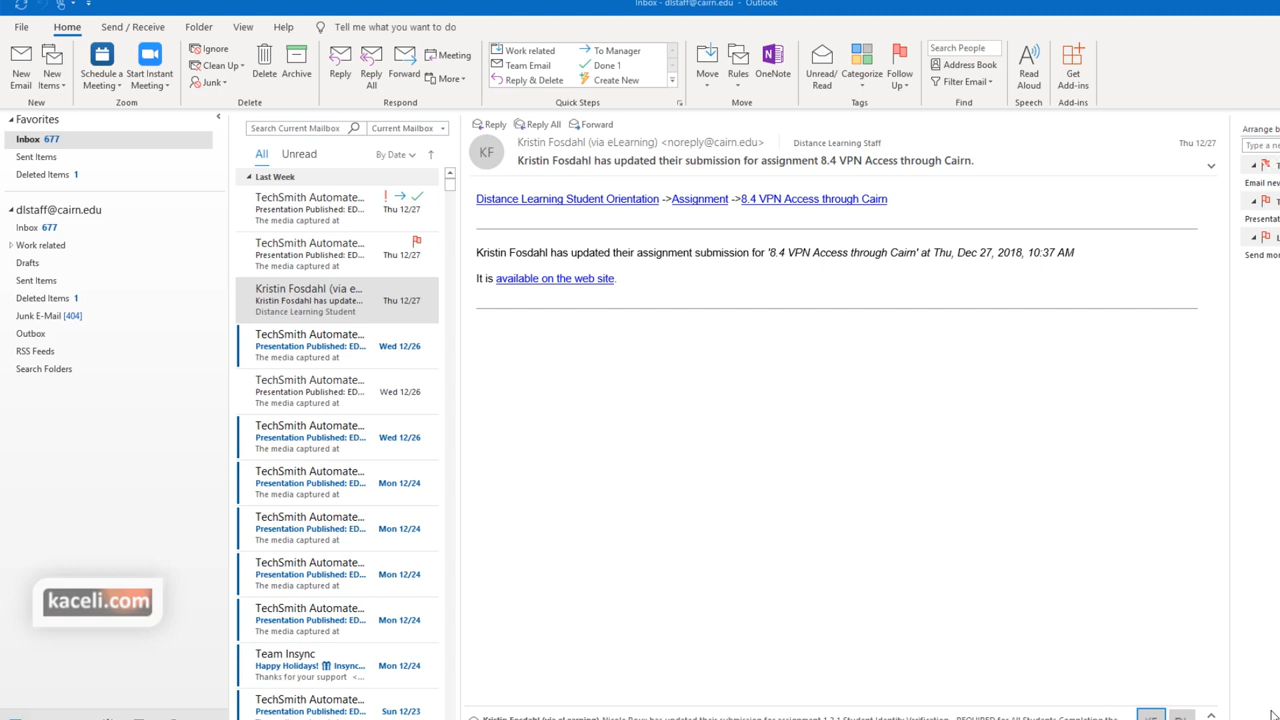 Inbox - dlstaff@cairn.edu - Outlook
File Home Send / Receive Folder View Help Tell me what you want to do
New Email
New Items
New
Schedule a Meeting
Start Instant Meeting
Zoom
Ignore
Clean Up
Junk
Delete
Archive
Delete
Reply
Reply All
Forward
Meeting
More
Respond
Work related
Team Email
Reply & Delete
To Manager
Done 1
Create New
Quick Steps
Move
Rules
OneNote
Move
Unread/ Read
Categorize
Follow Up
Tags
Search People
Address Book
Filter Email
Find
Read Aloud
Speech
Get Add-ins
Add-ins
Favorites
Inbox 677
Sent Items
Deleted Items 1
dlstaff@cairn.edu
Inbox 677
Work related
Drafts
Sent Items
Deleted Items 1
Junk E-Mail [404]
Outbox
RSS Feeds
Search Folders
kaceli.com
Search Current Mailbox Current Mailbox
All Unread By Date
Last Week
TechSmith Automate...
Presentation Published: ED... Thu 12/27
The media captured at
TechSmith Automate...
Presentation Published: ED... Thu 12/27
The media captured at
Kristin Fosdahl (via e...
Kristin Fosdahl has update... Thu 12/27
Distance Learning Student
TechSmith Automate...
Presentation Published: ED... Wed 12/26
The media captured at
TechSmith Automate...
Presentation Published: ED... Wed 12/26
The media captured at
TechSmith Automate...
Presentation Published: ED... Wed 12/26
The media captured at
TechSmith Automate...
Presentation Published: ED... Mon 12/24
The media captured at
TechSmith Automate...
Presentation Published: ED... Mon 12/24
The media captured at
TechSmith Automate...
Presentation Published: ED... Mon 12/24
The media captured at
TechSmith Automate...
Presentation Published: ED... Mon 12/24
The media captured at
Team Insync
Happy Holidays! Insync... Mon 12/24
Thanks for your support <...
TechSmith Automate...
Presentation Published: ED... Sun 12/23
Reply Reply All Forward
KF
Kristin Fosdahl (via eLearning) <noreply@cairn.edu> Distance Learning Staff Thu 12/27
Kristin Fosdahl has updated their submission for assignment 8.4 VPN Access through Cairn.
Distance Learning Student Orientation ->Assignment ->8.4 VPN Access through Cairn
Kristin Fosdahl has updated their assignment submission for '8.4 VPN Access through Cairn' at Thu, Dec 27, 2018, 10:37 AM
It is available on the web site.
Arrange b
Type a ne
Email new
Presentat
Send mor